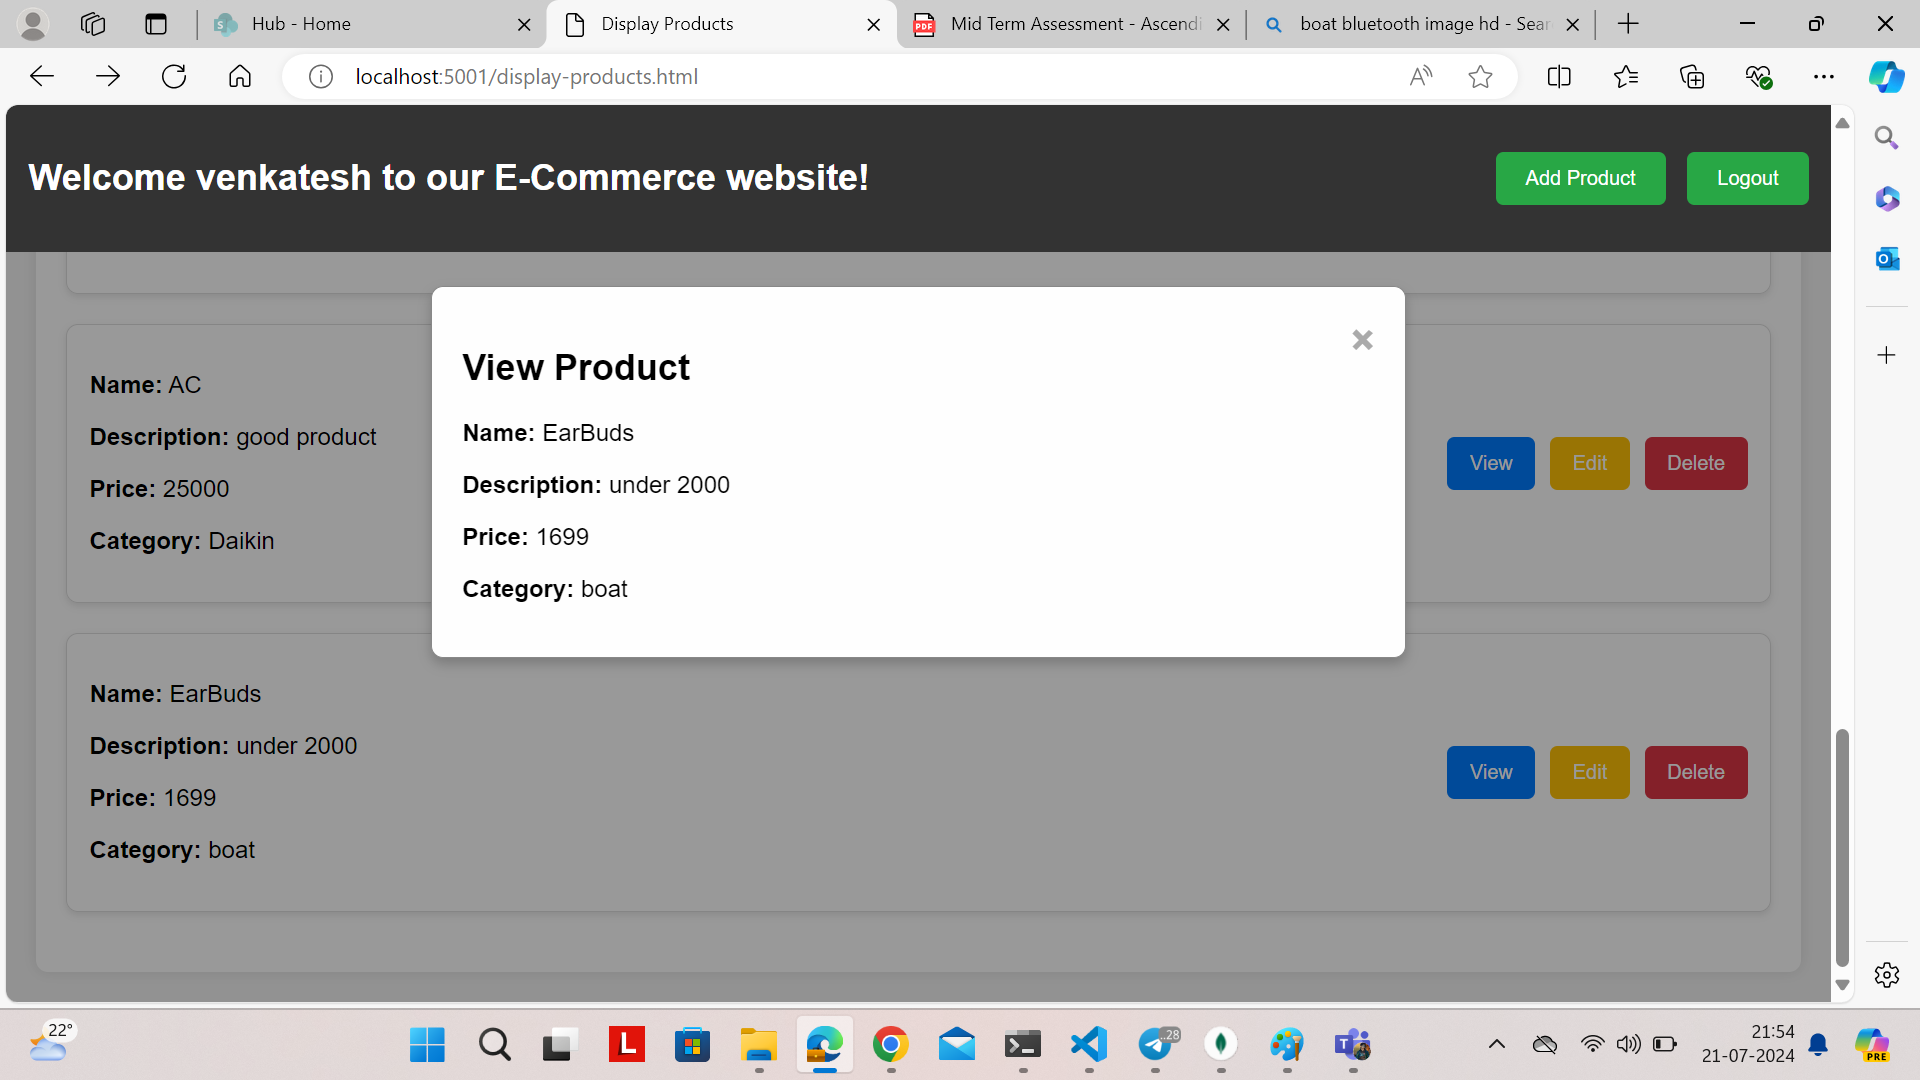 Hub - Home
Display Products
Mid Term Assessment - Ascendi
boat bluetooth image hd - Sear
localhost:5001/display-products.html
Welcome venkatesh to our E-Commerce website!
Add Product
Logout
View Product
Name: EarBuds
Description: under 2000
Price: 1699
Category: boat
Name: AC
Description: good product
Price: 25000
Category: Daikin
View
Edit
Delete
Name: EarBuds
Description: under 2000
Price: 1699
Category: boat
View
Edit
Delete
22°
L
..28
21:54
21-07-2024
PRE